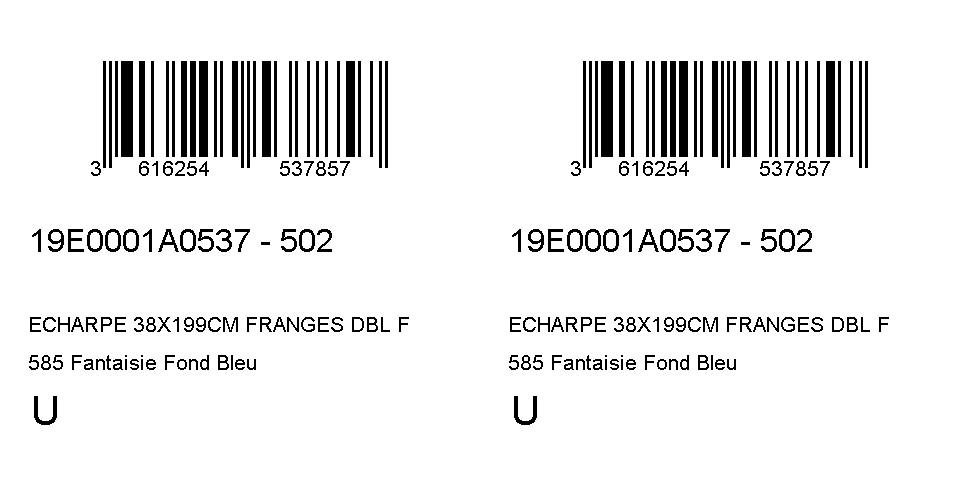 3 616254 537857
19E0001A0537 - 502
ECHARPE 38X199CM FRANGES DBL F
585 Fantaisie Fond Bleu
U
3 616254 537857
19E0001A0537 - 502
ECHARPE 38X199CM FRANGES DBL F
585 Fantaisie Fond Bleu
U